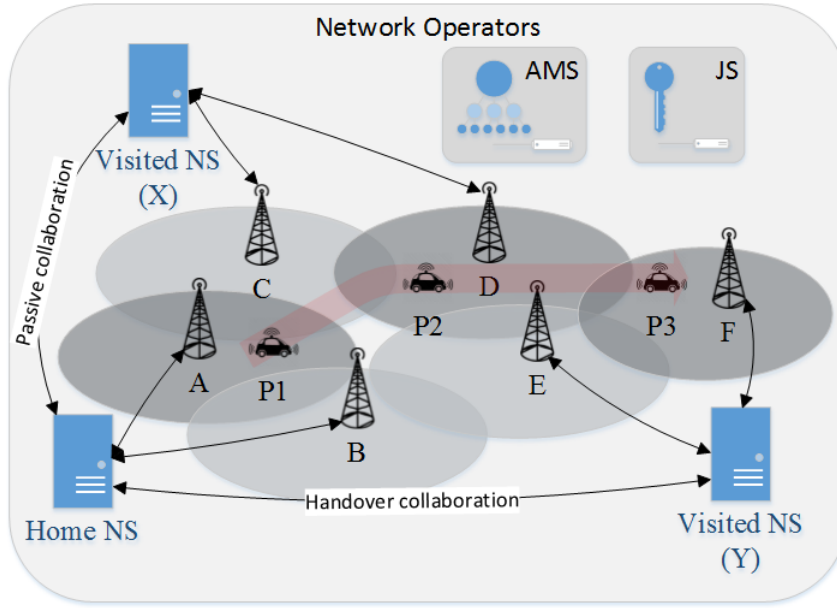 Network Operators
AMS
JS
Visited NS
(X)
Passive collaboration
C
D
A
P1
P2
P3
F
E
B
Home NS
Handover collaboration
Visited NS
(Y)